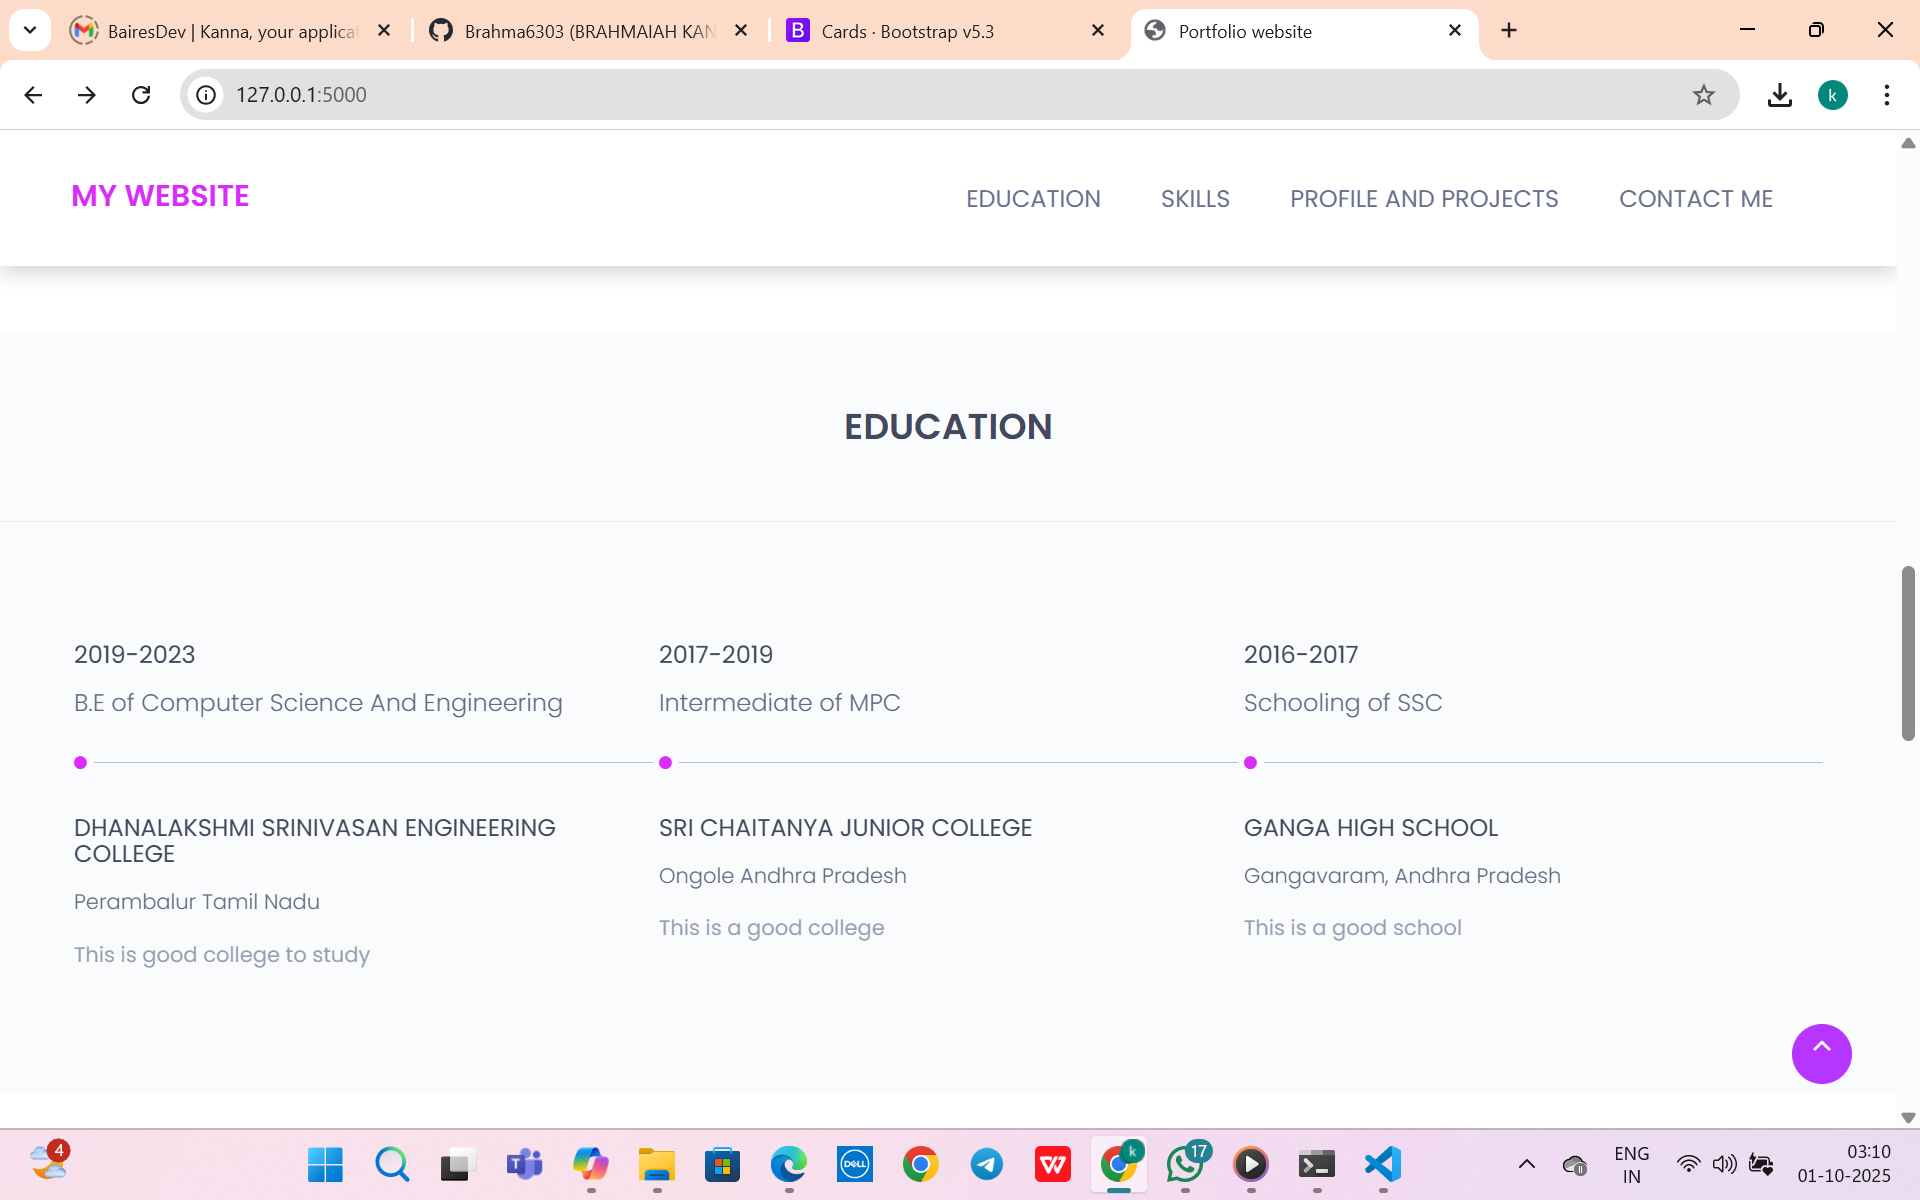 BairesDev | Kanna, your applica
Brahma6303 (BRAHMAIAH KAN
B
Cards · Bootstrap v5.3
Portfolio website
127.0.0.1:5000
k
MY WEBSITE
EDUCATION
SKILLS
PROFILE AND PROJECTS
CONTACT ME
EDUCATION
2019-2023
B.E of Computer Science And Engineering
DHANALAKSHMI SRINIVASAN ENGINEERING
COLLEGE
Perambalur Tamil Nadu
This is good college to study
2017-2019
Intermediate of MPC
SRI CHAITANYA JUNIOR COLLEGE
Ongole Andhra Pradesh
This is a good college
2016-2017
Schooling of SSC
GANGA HIGH SCHOOL
Gangavaram, Andhra Pradesh
This is a good school
4
T
DELL
W
k
17
ENG
IN
03:10
01-10-2025